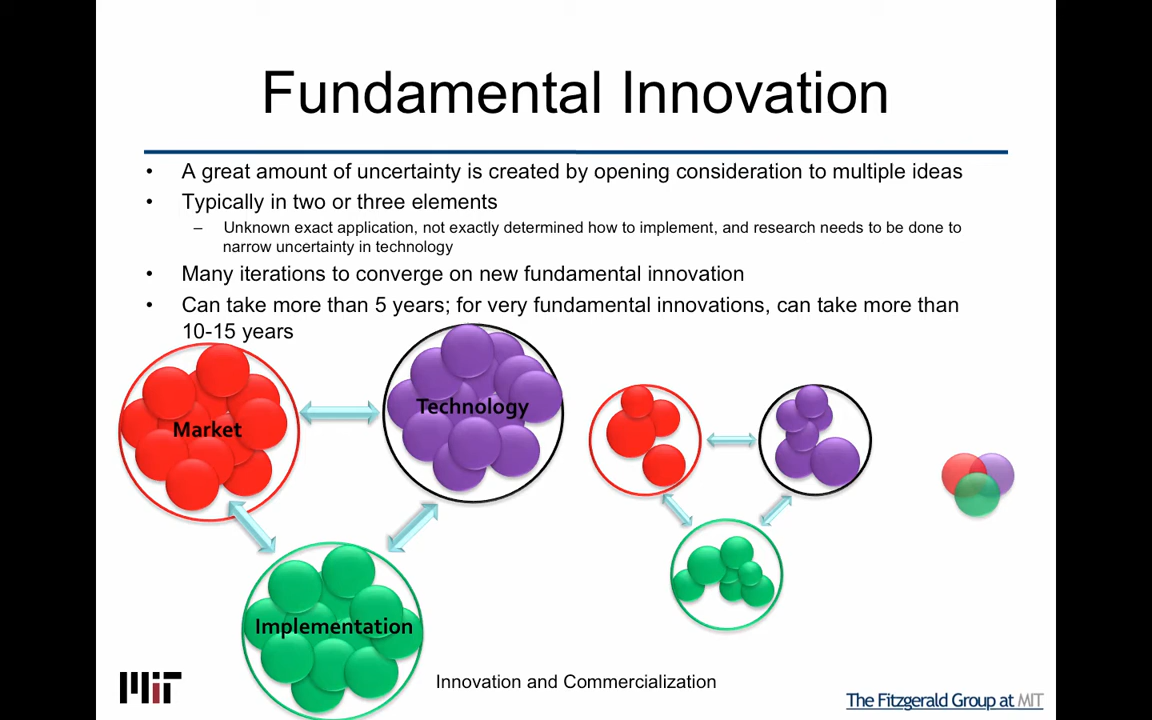 Fundamental Innovation
• A great amount of uncertainty is created by opening consideration to multiple ideas
• Typically in two or three elements
– Unknown exact application, not exactly determined how to implement, and research needs to be done to
narrow uncertainty in technology
• Many iterations to converge on new fundamental innovation
• Can take more than 5 years; for very fundamental innovations, can take more than
10-15 years
Market
Technology
Implementation
MIT
Innovation and Commercialization
The Fitzgerald Group at MIT